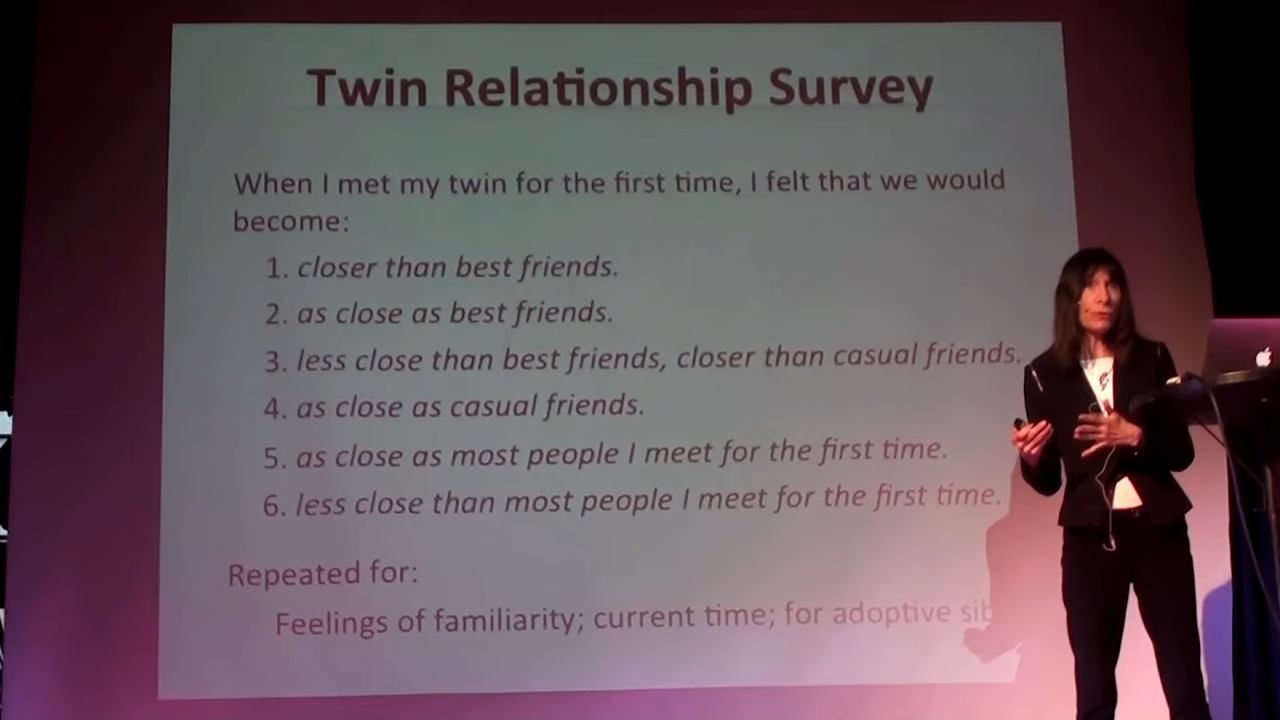 Twin Relationship Survey
When I met my twin for the first time, I felt that we would
become:
1. closer than best friends.
2. as close as best friends.
3. less close than best friends, closer than casual friends.
4. as close as casual friends.
5. as close as most people I meet for the first time.
6. less close than most people I meet for the first time.
Repeated for:
Feelings of familiarity; current time; for adoptive sib